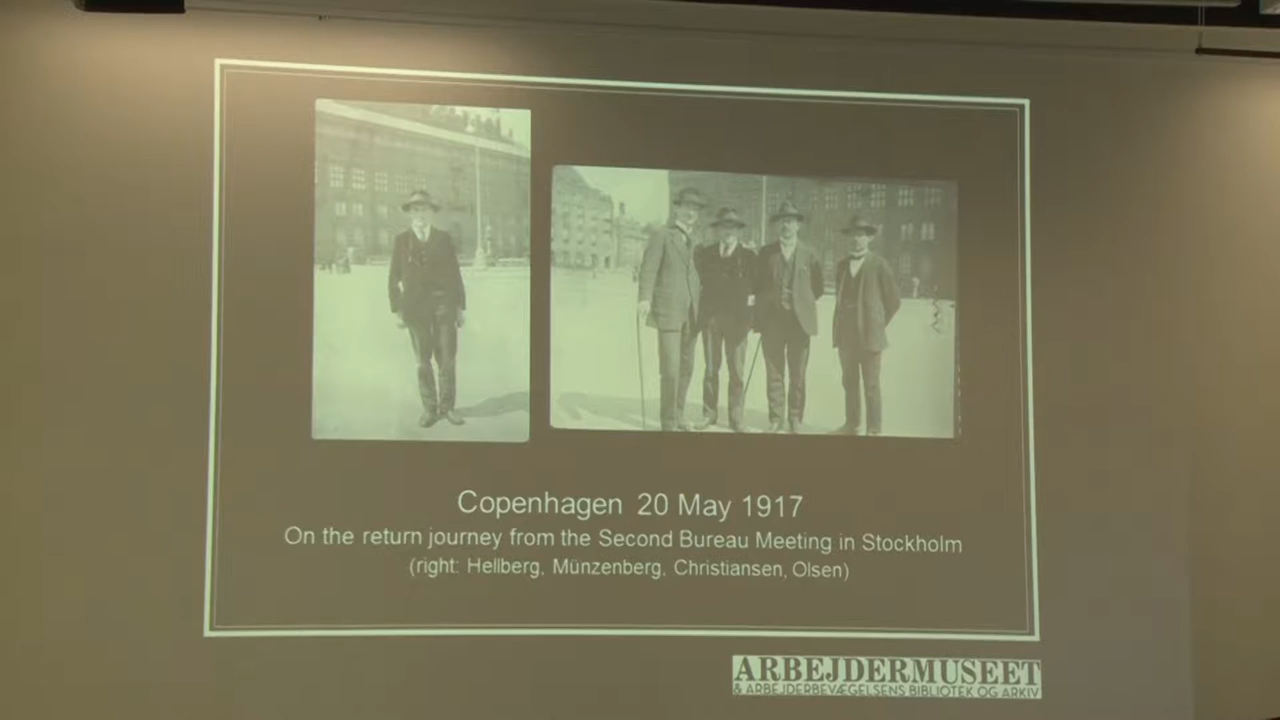 Copenhagen 20 May 1917
On the return journey from the Second Bureau Meeting in Stockholm
(right: Hellberg, Münzenberg, Christiansen, Olsen)
ARBEJDERMUSEET
& ARBEJDERBEVÆGELSENS BIBLIOTEK OG ARKIV